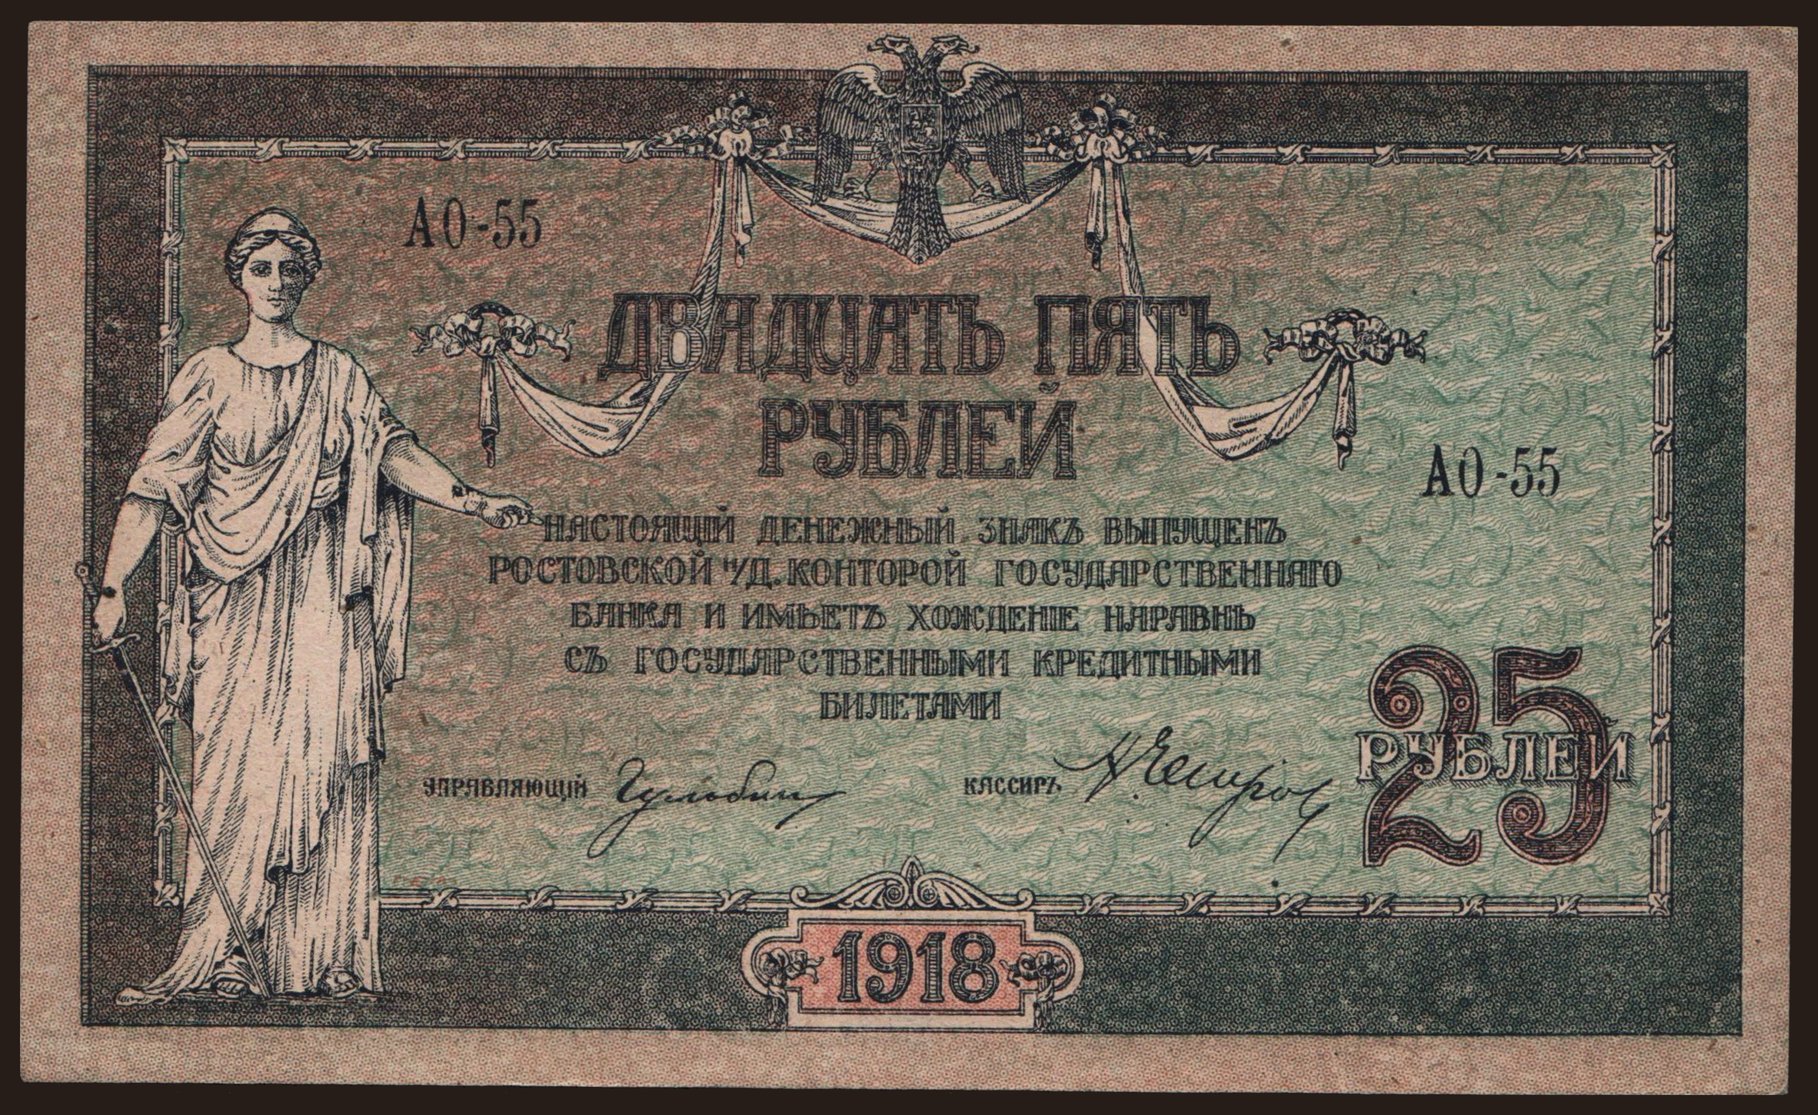 АО-55
ДВАДЦАТЬ ПЯТЬ
РУБЛЕЙ
АО-55
НАСТОЯЩІЙ ДЕНЕЖНЫЙ ЗНАКЪ ВЫПУЩЕНЪ
РОСТОВСКОЙ Н/Д. КОНТОРОЙ ГОСУДАРСТВЕННАГО
БАНКА И ИМѢЕТЪ ХОЖДЕНІЕ НАРАВНѢ
СЪ ГОСУДАРСТВЕННЫМИ КРЕДИТНЫМИ
БИЛЕТАМИ
25
РУБЛЕЙ
УПРАВЛЯЮЩІЙ
КАССИРЪ
1918